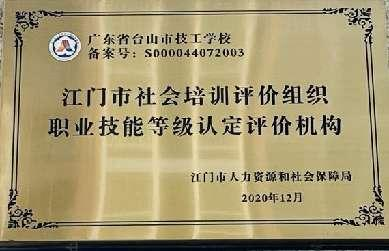 广东省台山市技工学校
备案号：S000044072003
江门市社会培训评价组织
职业技能等级认定评价机构
江门市人力资源和社会保障局
2020年12月